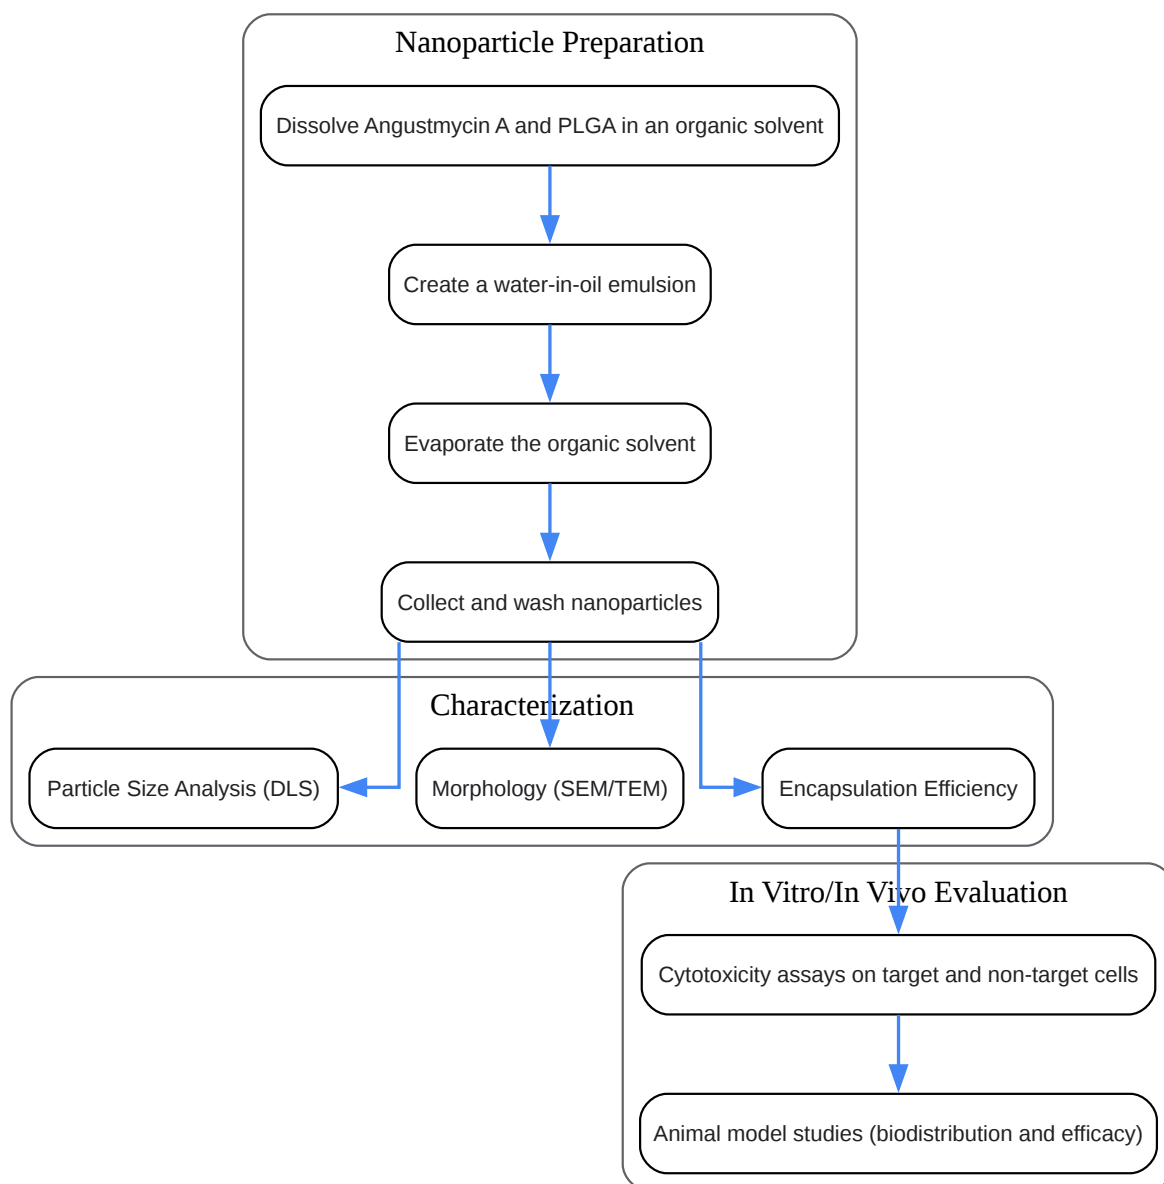 Nanoparticle Preparation
Dissolve Angustmycin A and PLGA in an organic solvent
Create a water-in-oil emulsion
Evaporate the organic solvent
Collect and wash nanoparticles
Characterization
Particle Size Analysis (DLS)
Morphology (SEM/TEM)
Encapsulation Efficiency
In Vitro/In Vivo Evaluation
Cytotoxicity assays on target and non-target cells
Animal model studies (biodistribution and efficacy)